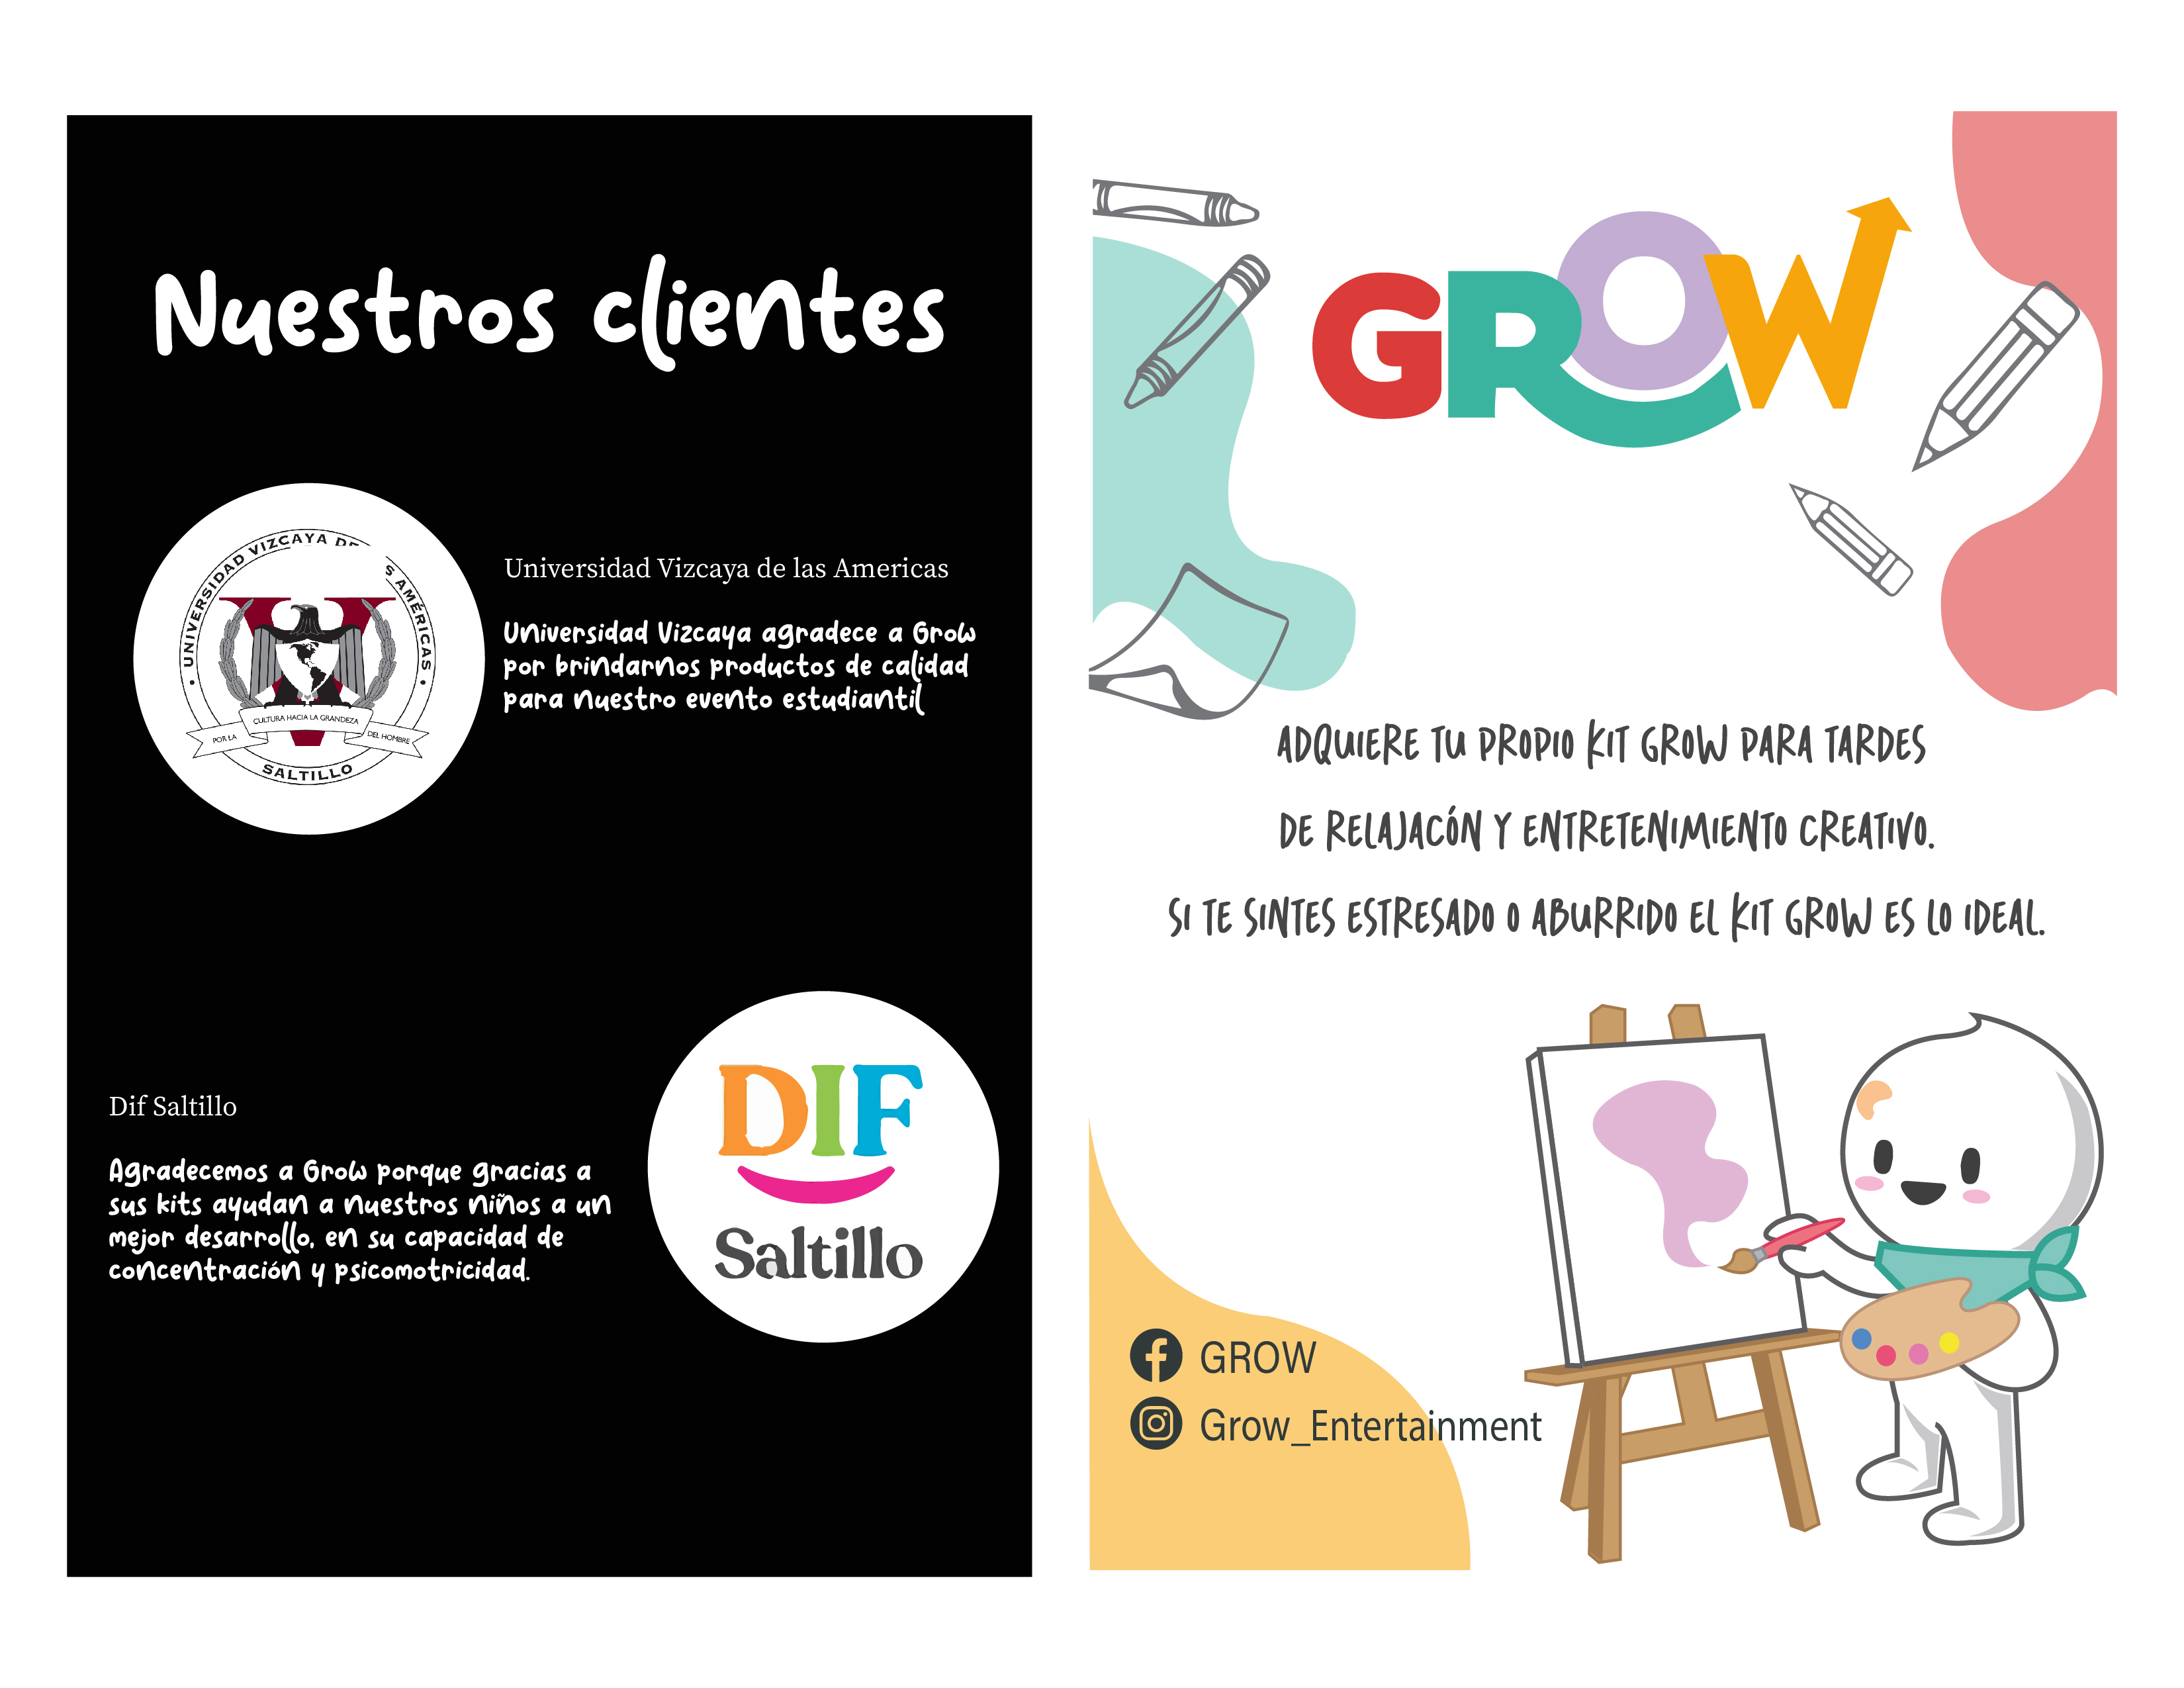 Nuestros clientes
UNIVERSIDAD VIZCAYA DE S AMÉRICAS
CULTURA HACIA LA GRANDEZA
POR LA
DEL HOMBRE
SALTILLO
Universidad Vizcaya de las Americas
Universidad Vizcaya agradece a Grow
por brindarnos productos de calidad
para nuestro evento estudiantil
Dif Saltillo
Agradecemos a Grow porque gracias a
sus kits ayudan a nuestros niños a un
mejor desarrollo, en su capacidad de
concentración y psicomotricidad.
DIF
Saltillo
GROW
ADQUIERE TU PROPIO KIT GROW PARA TARDES
DE RELAJACÓN Y ENTRETENIMIENTO CREATIVO.
SI TE SINTES ESTRESADO O ABURRIDO EL KIT GROW ES LO IDEAL.
GROW
Grow_Entertainment